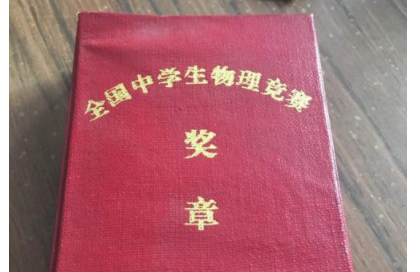 全国中学生物理竞赛
奖
章